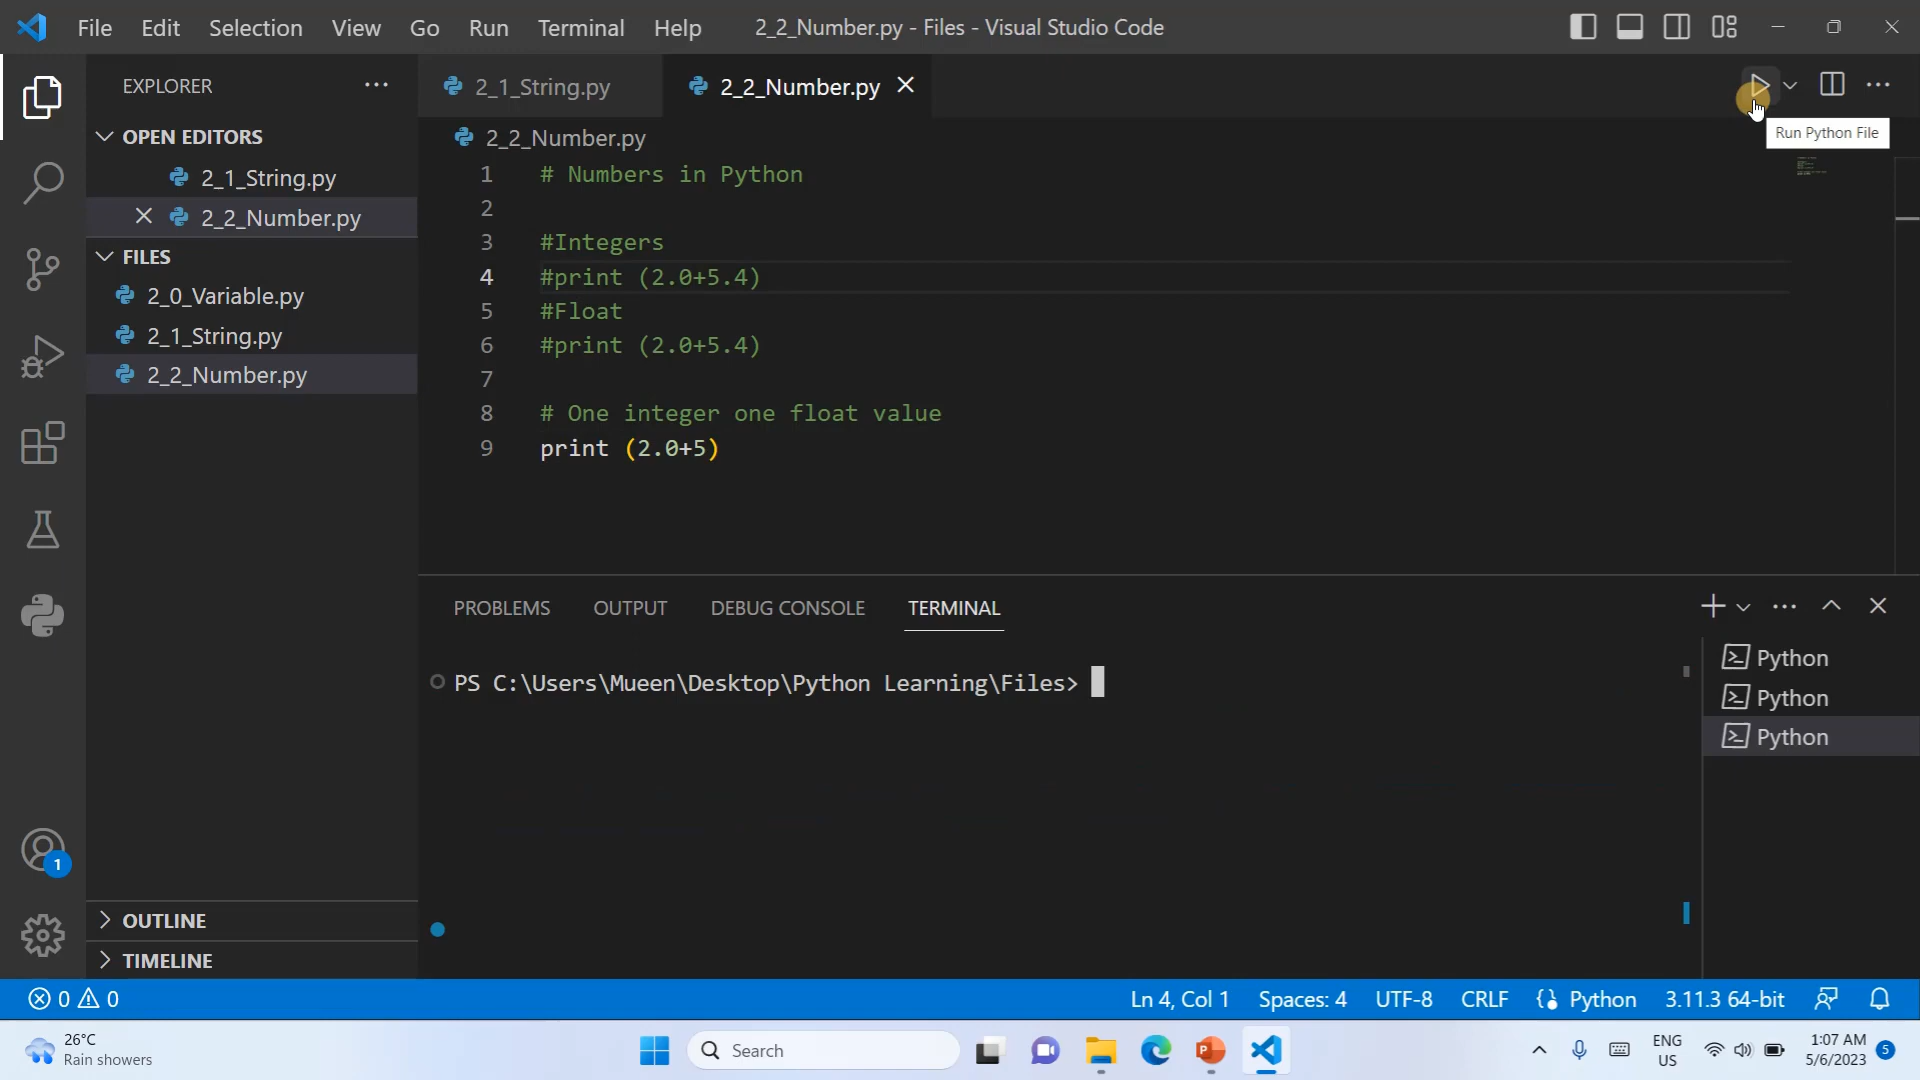 File Edit Selection View Go Run Terminal Help 2_2_Number.py - Files - Visual Studio Code
EXPLORER
OPEN EDITORS
2_1_String.py
2_2_Number.py
FILES
2_0_Variable.py
2_1_String.py
2_2_Number.py
OUTLINE
TIMELINE
1
2_1_String.py 2_2_Number.py
Run Python File
2_2_Number.py
1 # Numbers in Python
2
3 #Integers
4 #print (2.0+5.4)
5 #Float
6 #print (2.0+5.4)
7
8 # One integer one float value
9 print (2.0+5)
PROBLEMS OUTPUT DEBUG CONSOLE TERMINAL
PS C:\Users\Mueen\Desktop\Python Learning\Files>
Python
Python
Python
0 0 Ln 4, Col 1 Spaces: 4 UTF-8 CRLF Python 3.11.3 64-bit
26°C
Rain showers
Search
ENG
US
1:07 AM
5/6/2023
5